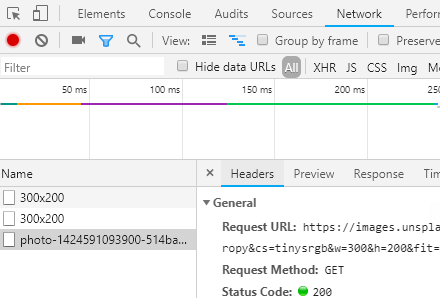 Elements Console Audits Sources Network Perform
View: Group by frame Preserve
Filter Hide data URLs All XHR JS CSS Img Me
50 ms 100 ms 150 ms 200 ms 250
Name × Headers Preview Response Tim
300x200
300x200
photo-1424591093900-514ba...
▼ General
Request URL: https://images.unspla
ropy&cs=tinysrgb&w=300&h=200&fit=
Request Method: GET
Status Code: 200